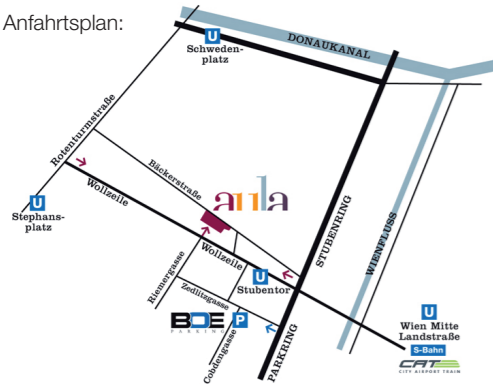 Anfahrtsplan:
DONAUKANAL
U
Schweden-
platz
Rotenturmstraße
Bäckerstraße
aula
Wollzeile
U
Stephans-
platz
STUBENRING
WIENFLUSS
Wollzeile
Riemergasse
U
Stubentor
Zedlitzgasse
BOE
PARKING
P
Cobdengasse
PARKRING
U
Wien Mitte
Landstraße
S-Bahn
CAT
CITY AIRPORT TRAIN